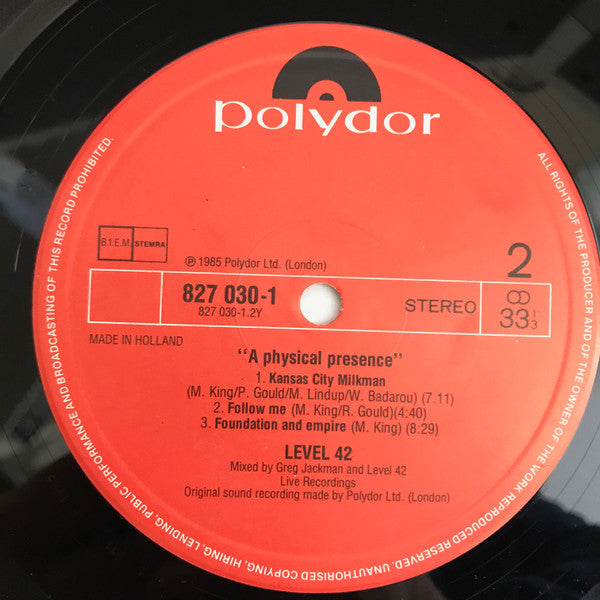 polydor
B.I.E.M. STEMRA
℗ 1985 Polydor Ltd. (London)
2
827 030-1
827 030-1.2Y
STEREO
33 1/3
MADE IN HOLLAND
"A physical presence"
1. Kansas City Milkman
(M. King/P. Gould/M. Lindup/W. Badarou) (7.11)
2. Follow me (M. King/R. Gould)(4:40)
3. Foundation and empire (M. King) (8:29)
LEVEL 42
Mixed by Greg Jackman and Level 42
Live Recordings
Original sound recording made by Polydor Ltd. (London)
ALL RIGHTS OF THE PRODUCER AND OF THE OWNER OF THE WORK REPRODUCED RESERVED. UNAUTHORISED COPYING, HIRING, LENDING, PUBLIC PERFORMANCE AND BROADCASTING OF THIS RECORD PROHIBITED.